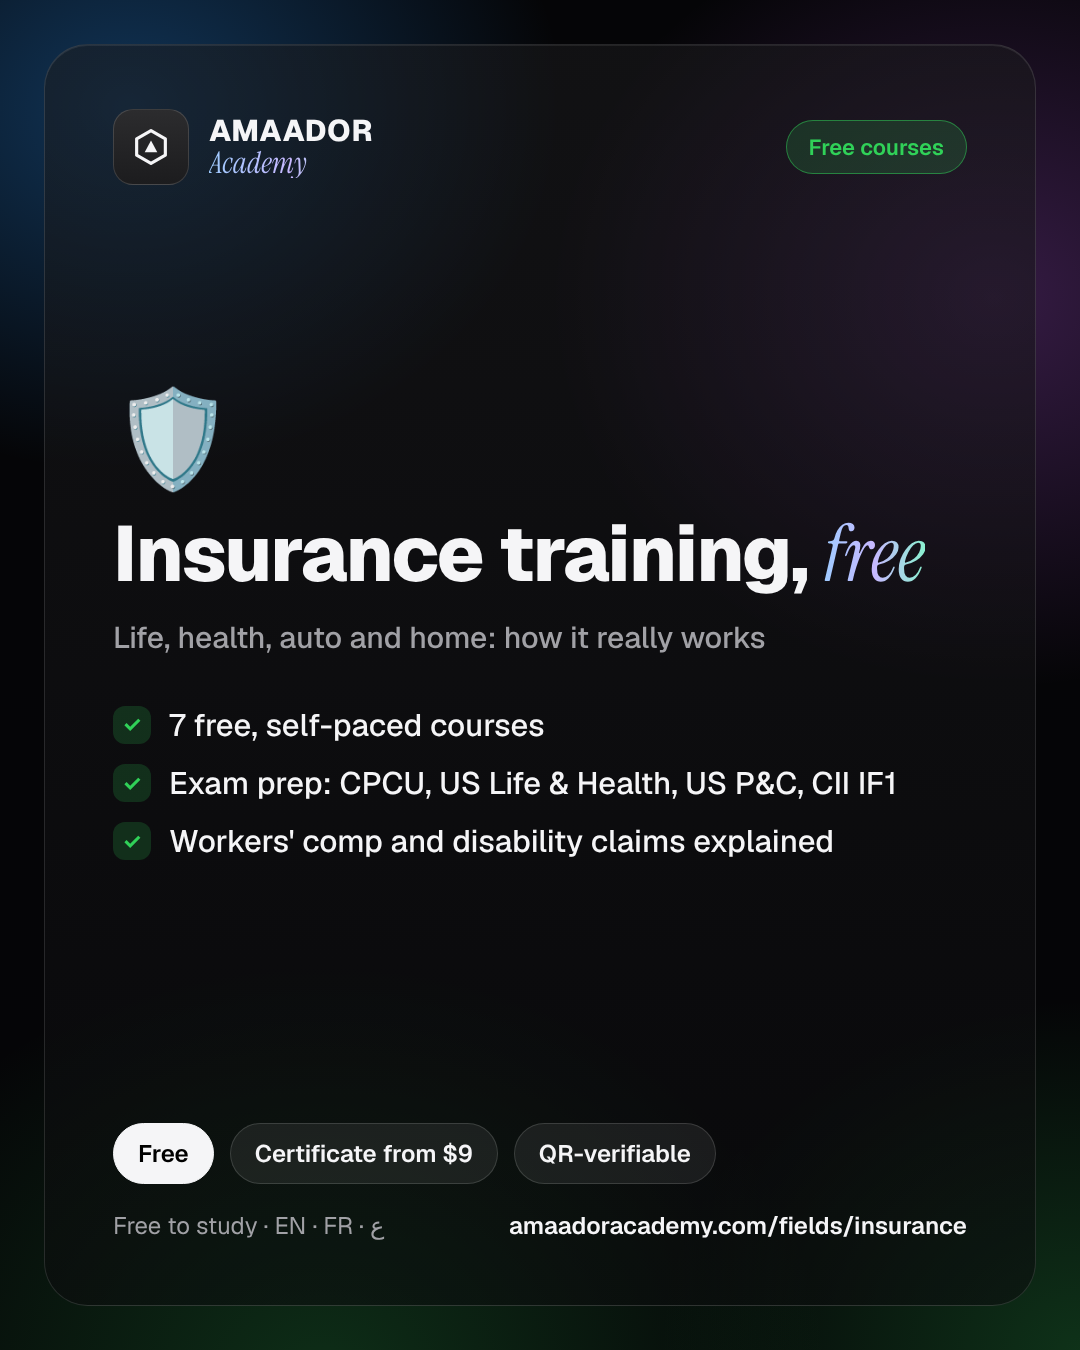 AMAADOR
Academy
Free courses
Insurance training, free
Life, health, auto and home: how it really works
7 free, self-paced courses
Exam prep: CPCU, US Life & Health, US P&C, CII IF1
Workers' comp and disability claims explained
Free
Certificate from $9
QR-verifiable
Free to study · EN · FR · ع
amaadoracademy.com/fields/insurance